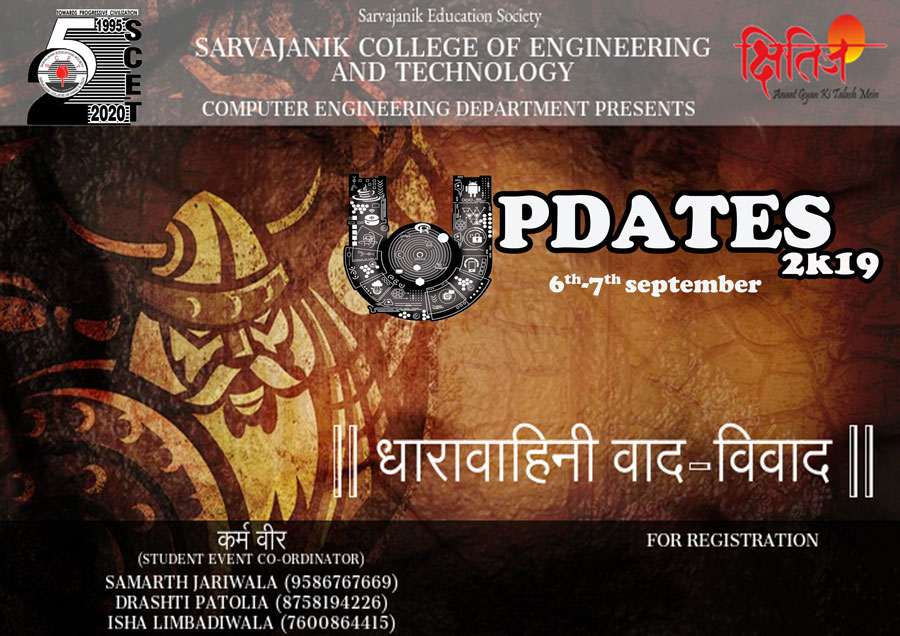 TOWARDS PROGRESSIVE CIVILIZATION
25
1995-
2020
SCET
Sarvajanik Education Society
SARVAJANIK COLLEGE OF ENGINEERING
AND TECHNOLOGY
COMPUTER ENGINEERING DEPARTMENT PRESENTS
क्षितिज
Anant Gyan Ki Talash Mein
UPDATES
2k19
6th-7th september
|| धारावाहिनी वाद-विवाद ||
कर्म वीर
(STUDENT EVENT CO-ORDINATOR)
SAMARTH JARIWALA (9586767669)
DRASHTI PATOLIA (8758194226)
ISHA LIMBADIWALA (7600864415)
FOR REGISTRATION